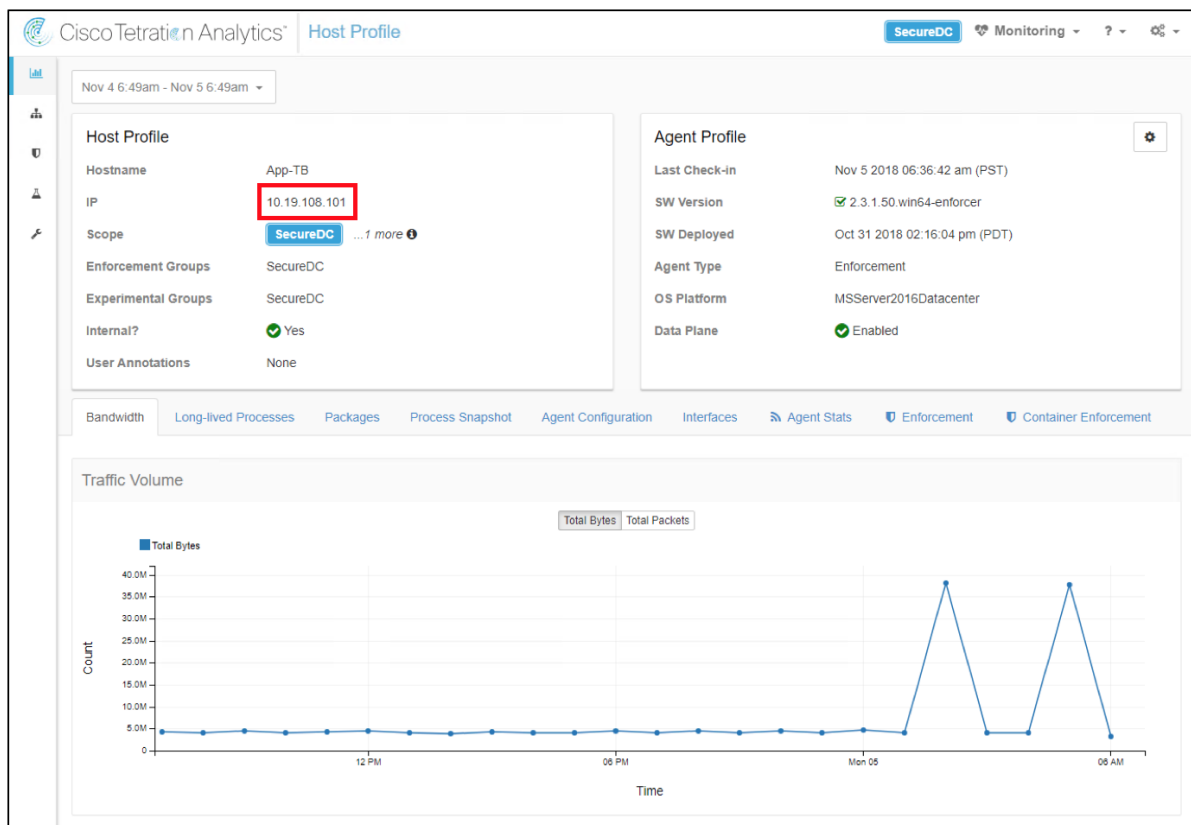 Cisco Tetration Analytics™ Host Profile SecureDC Monitoring ?
Nov 4 6:49am - Nov 5 6:49am
Host Profile
Hostname App-TB
IP 10.19.108.101
Scope SecureDC ...1 more
Enforcement Groups SecureDC
Experimental Groups SecureDC
Internal? Yes
User Annotations None
Agent Profile
Last Check-in Nov 5 2018 06:36:42 am (PST)
SW Version 2.3.1.50.win64-enforcer
SW Deployed Oct 31 2018 02:16:04 pm (PDT)
Agent Type Enforcement
OS Platform MSServer2016Datacenter
Data Plane Enabled
Bandwidth Long-lived Processes Packages Process Snapshot Agent Configuration Interfaces Agent Stats Enforcement Container Enforcement
Traffic Volume
Total Bytes Total Packets
Total Bytes
40.0M
35.0M
30.0M
25.0M
20.0M
15.0M
10.0M
5.0M
0
Count
12 PM 06 PM Mon 05 06 AM
Time